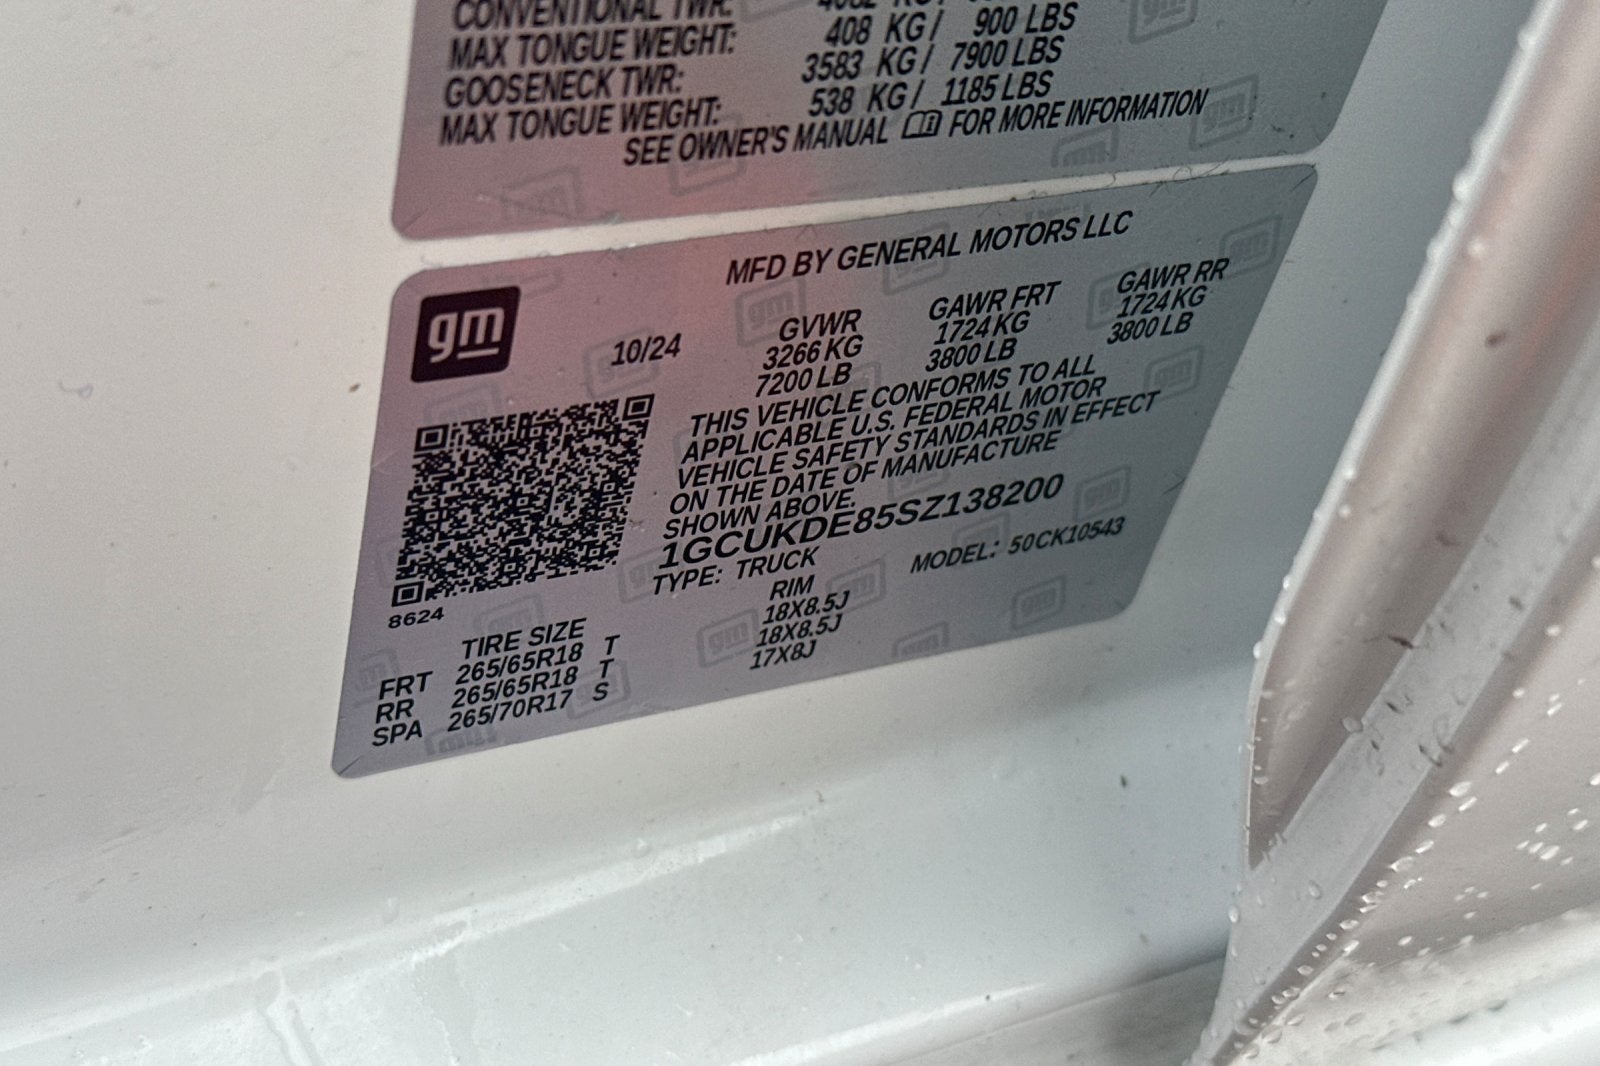 CONVENTIONAL TWR:
MAX TONGUE WEIGHT: 408 KG/ 900 LBS
GOOSENECK TWR: 3583 KG/ 7900 LBS
MAX TONGUE WEIGHT: 538 KG/ 1185 LBS
SEE OWNER'S MANUAL FOR MORE INFORMATION
MFD BY GENERAL MOTORS LLC
gm
10/24
GVWR GAWR FRT GAWR RR
3266 KG 1724 KG 1724 KG
7200 LB 3800 LB 3800 LB
THIS VEHICLE CONFORMS TO ALL
APPLICABLE U.S. FEDERAL MOTOR
VEHICLE SAFETY STANDARDS IN EFFECT
ON THE DATE OF MANUFACTURE
SHOWN ABOVE.
1GCUKDE85SZ138200
TYPE: TRUCK MODEL: 50CK10543
8624
TIRE SIZE RIM
FRT 265/65R18 T 18X8.5J
RR 265/65R18 T 18X8.5J
SPA 265/70R17 S 17X8J